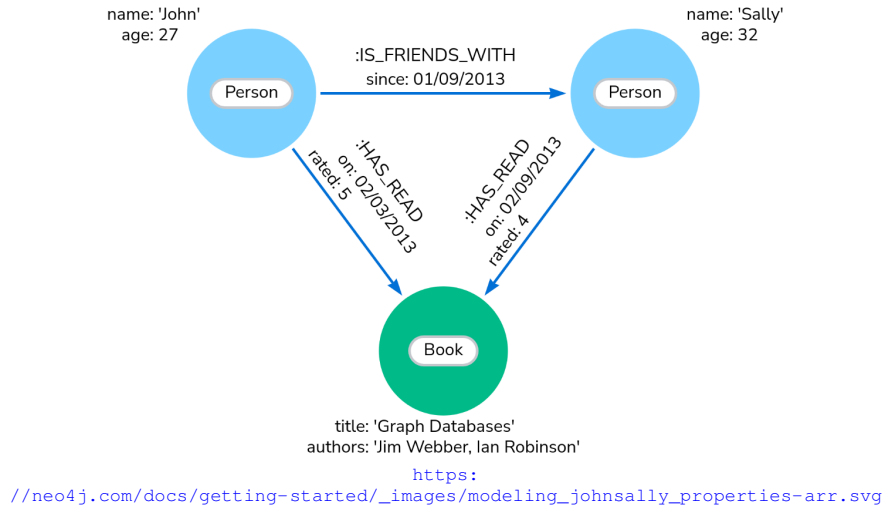 name: 'John'
age: 27
name: 'Sally'
age: 32
:IS_FRIENDS_WITH
since: 01/09/2013
Person
Person
:HAS_READ
on: 02/03/2013
rated: 5
:HAS_READ
on: 02/09/2013
rated: 4
Book
title: 'Graph Databases'
authors: 'Jim Webber, Ian Robinson'
https:
//neo4j.com/docs/getting-started/_images/modeling_johnsally_properties-arr.svg